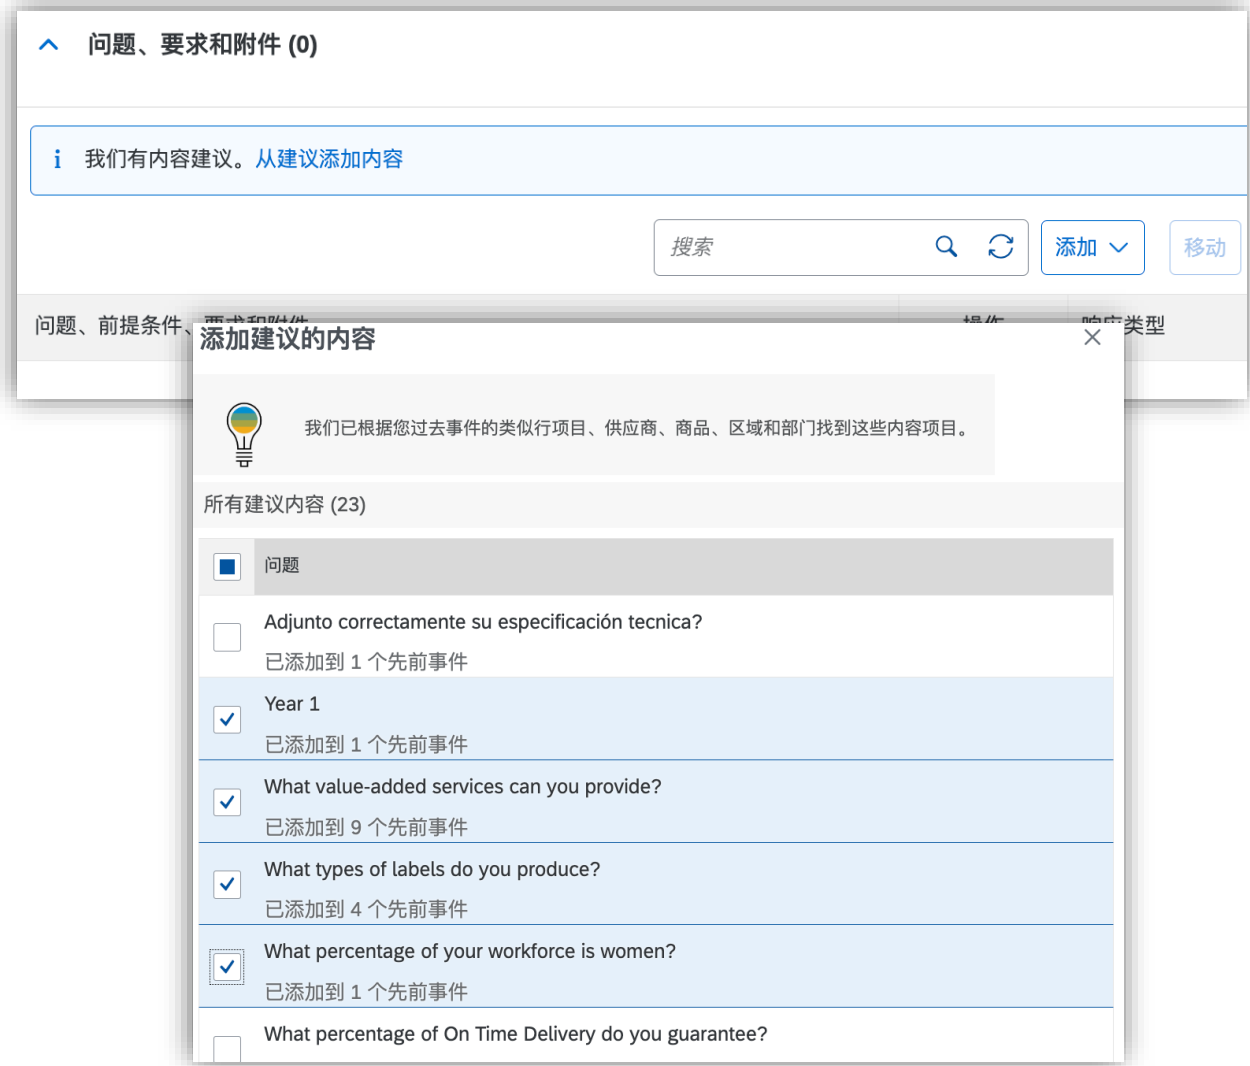 问题、要求和附件 (0)
我们有内容建议。从建议添加内容
搜索
添加
移动
问题、前提条件、要求和附件
操作
响应类型
添加建议的内容
我们已根据您过去事件的类似行项目、供应商、商品、区域和部门找到这些内容项目。
所有建议内容 (23)
问题
Adjunto correctamente su especificación tecnica?
已添加到 1 个先前事件
Year 1
已添加到 1 个先前事件
What value-added services can you provide?
已添加到 9 个先前事件
What types of labels do you produce?
已添加到 4 个先前事件
What percentage of your workforce is women?
已添加到 1 个先前事件
What percentage of On Time Delivery do you guarantee?